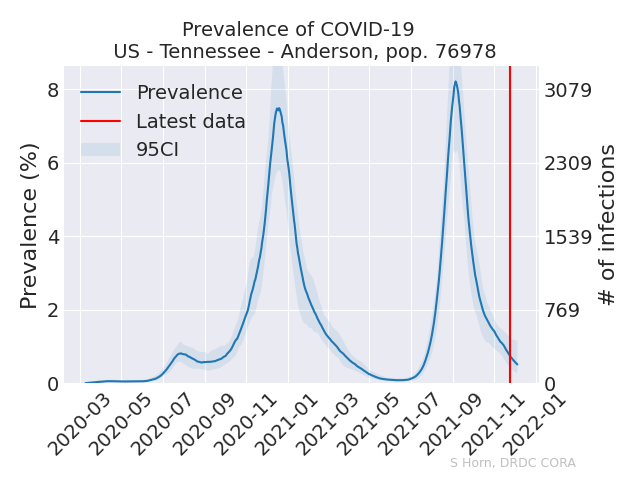 Prevalence of COVID-19
US - Tennessee - Anderson, pop. 76978
Prevalence
Latest data
95CI
Prevalence (%)
8
6
4
2
0
# of infections
3079
2309
1539
769
0
2020-03
2020-05
2020-07
2020-09
2020-11
2021-01
2021-03
2021-05
2021-07
2021-09
2021-11
2022-01
S Horn, DRDC CORA